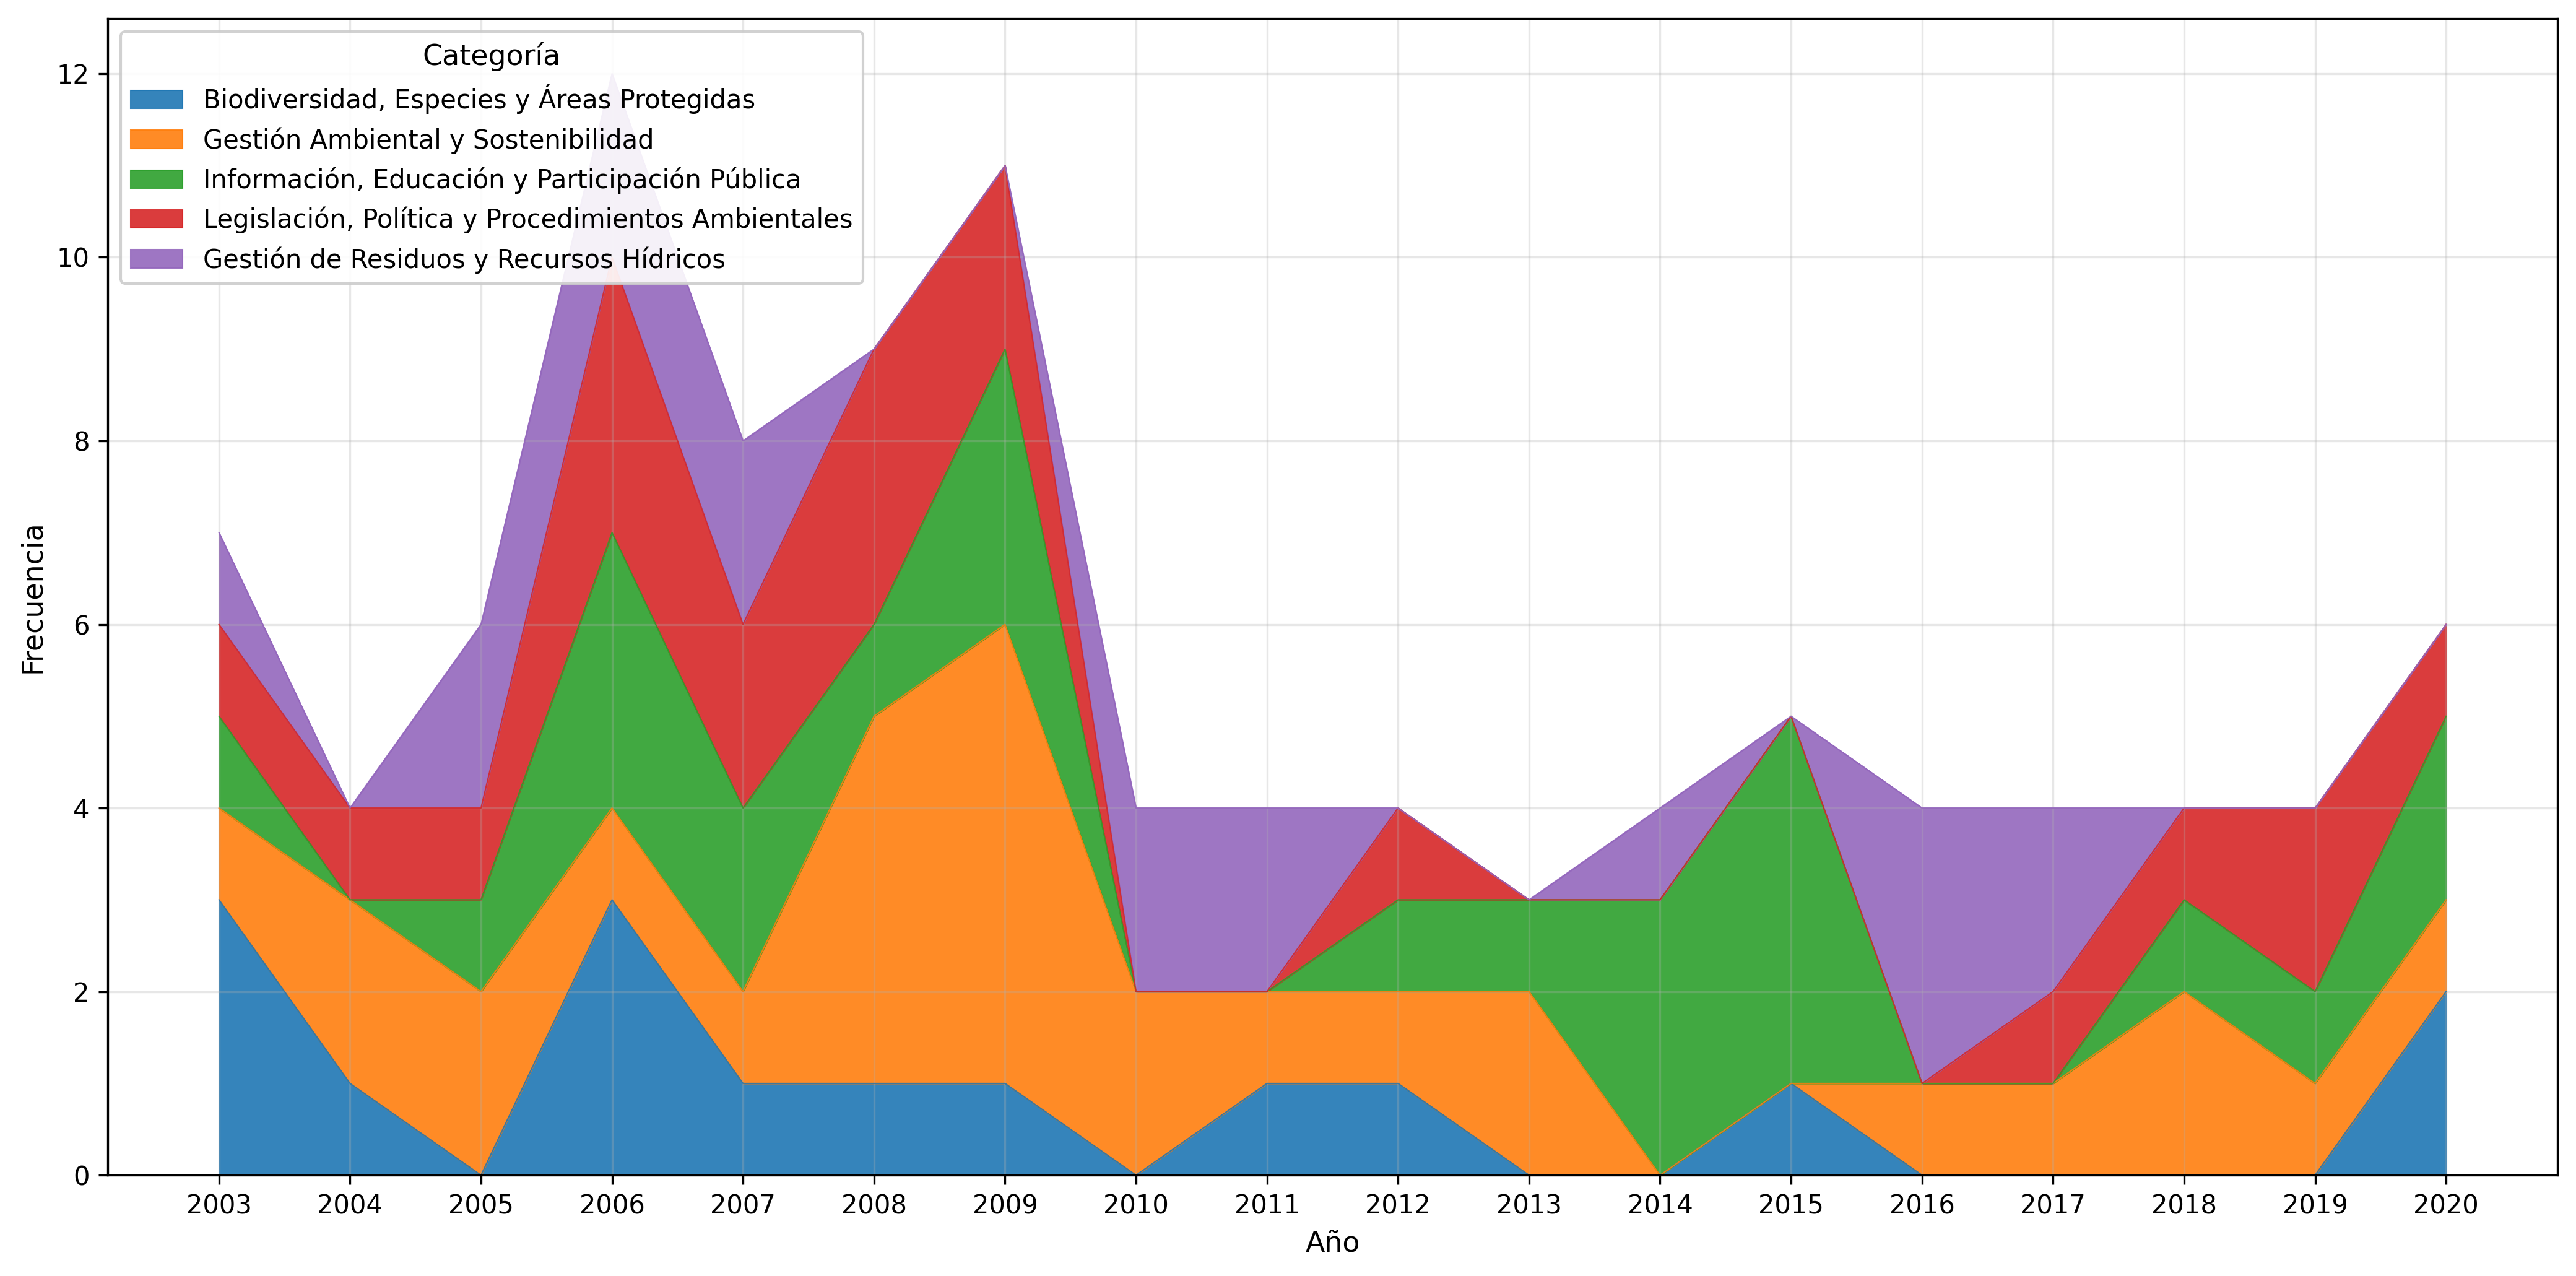 Categoría
Biodiversidad, Especies y Áreas Protegidas
Gestión Ambiental y Sostenibilidad
Información, Educación y Participación Pública
Legislación, Política y Procedimientos Ambientales
Gestión de Residuos y Recursos Hídricos
12
10
8
6
4
2
0
Frecuencia
2003 2004 2005 2006 2007 2008 2009 2010 2011 2012 2013 2014 2015 2016 2017 2018 2019 2020
Año